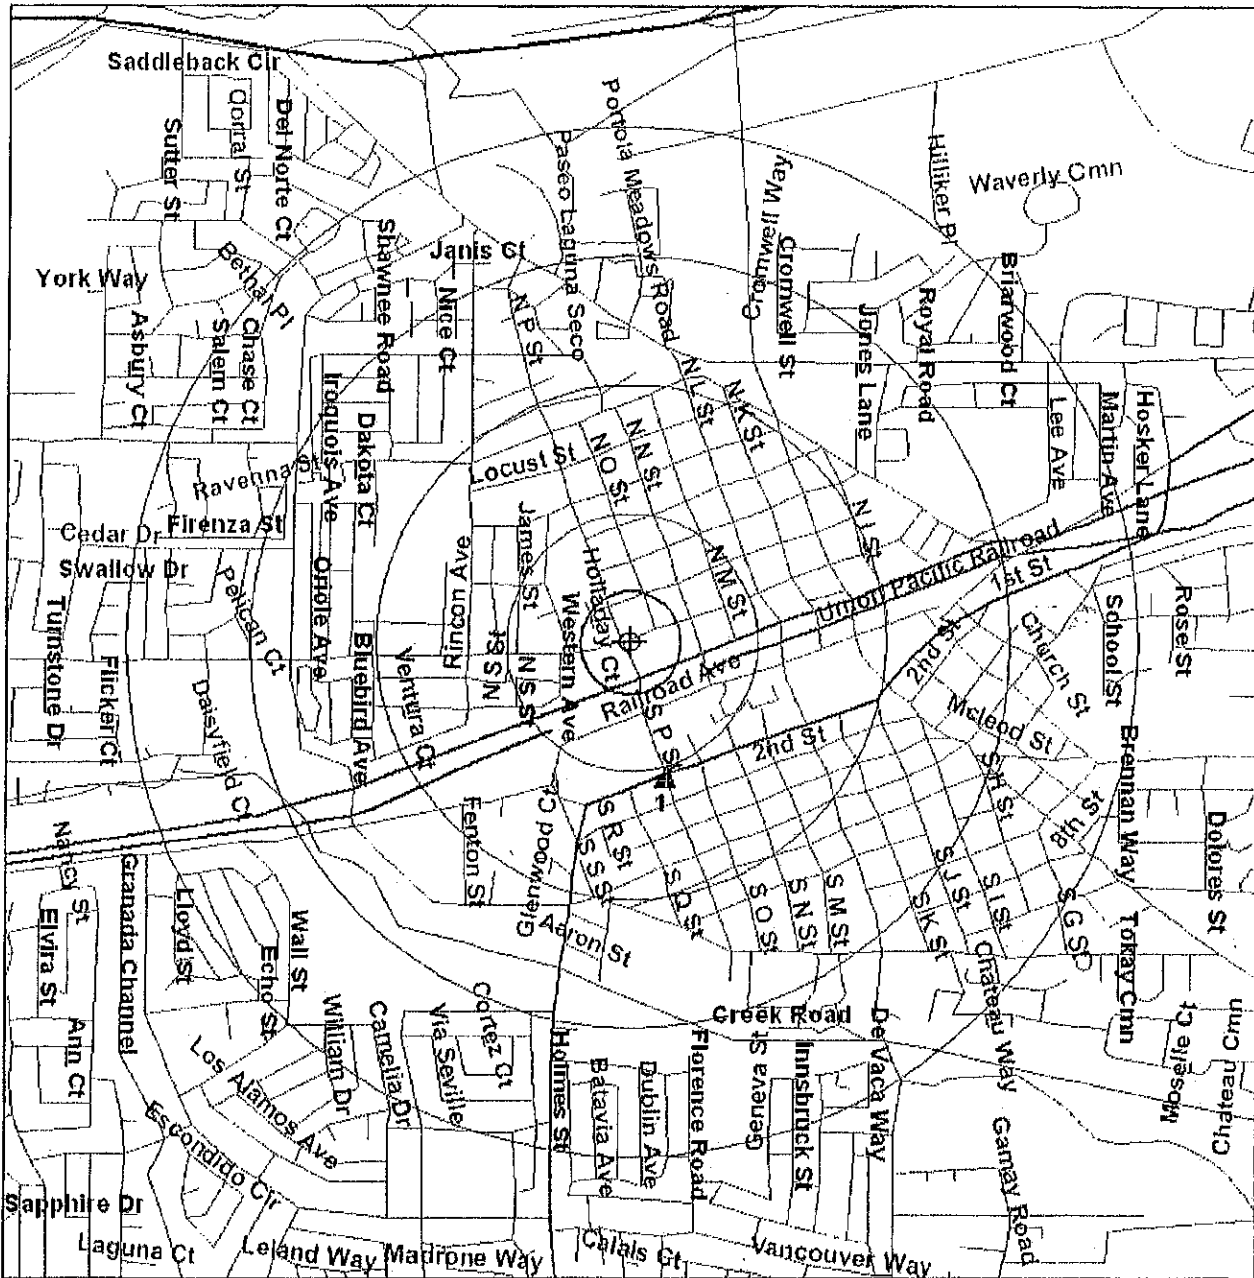 Saddleback Cir
Sutter St
Qorral St
Del Norte Ct
Paseo Laguna Seco
Portola Meadows Road
Cromwell Way
Cromwell St
Hilliker Pl
Waverly Cmn
York Way
Bethal Pl
Shawnee Road
Janis Ct
Nice Ct
N P St
Asbury Ct
Salem Ct
Chase Ct
Iroquois Ave
Dakota Ct
Jones Lane
Royal Road
Briarwood Ct
N L St
N K St
Lee Ave
Martin Ave
Hosker Lane
Ravenna St
Locust St
N O St
N N St
Cedar Dr
Firenza St
Swallow Dr
Pelican Ct
Oriole Ave
James St
Rincon Ave
N M St
N I St
Union Pacific Railroad
1st St
Turnstone Dr
Flicker Ct
Daisyfield Ct
Bluebird Ave
Ventura Ct
N S St
N S St
Western Ave
Holladay Ct
Railroad Ave
2nd St
Church St
School St
Rose St
S P St
2nd St
Mcleod St
1
Nancy St
Granada Channel
Fenton St
Glenwood Ct
S R St
S S St
S H St
8th St
Brennan Way
Dolores St
Elvira St
Lloyd St
Echo St
Wall St
Aaron St
S Q St
S O St
S N St
S M St
S K St
S J St
S I St
S G St
Tokay Cmn
Ann Ct
Los Alamos Ave
William Dr
Camelia Dr
Via Seville
Cortez Ct
Holmes St
Creek Road
De Vaca Way
Chateau Way
Moselle Ct
Chateau Cmn
Escondido Cir
Batavia Ave
Dublin Ave
Florence Road
Geneva St
Innsbruck St
Gamay Road
Sapphire Dr
Laguna Ct
Leland Way
Madrone Way
Calais Ct
Vancouver Way